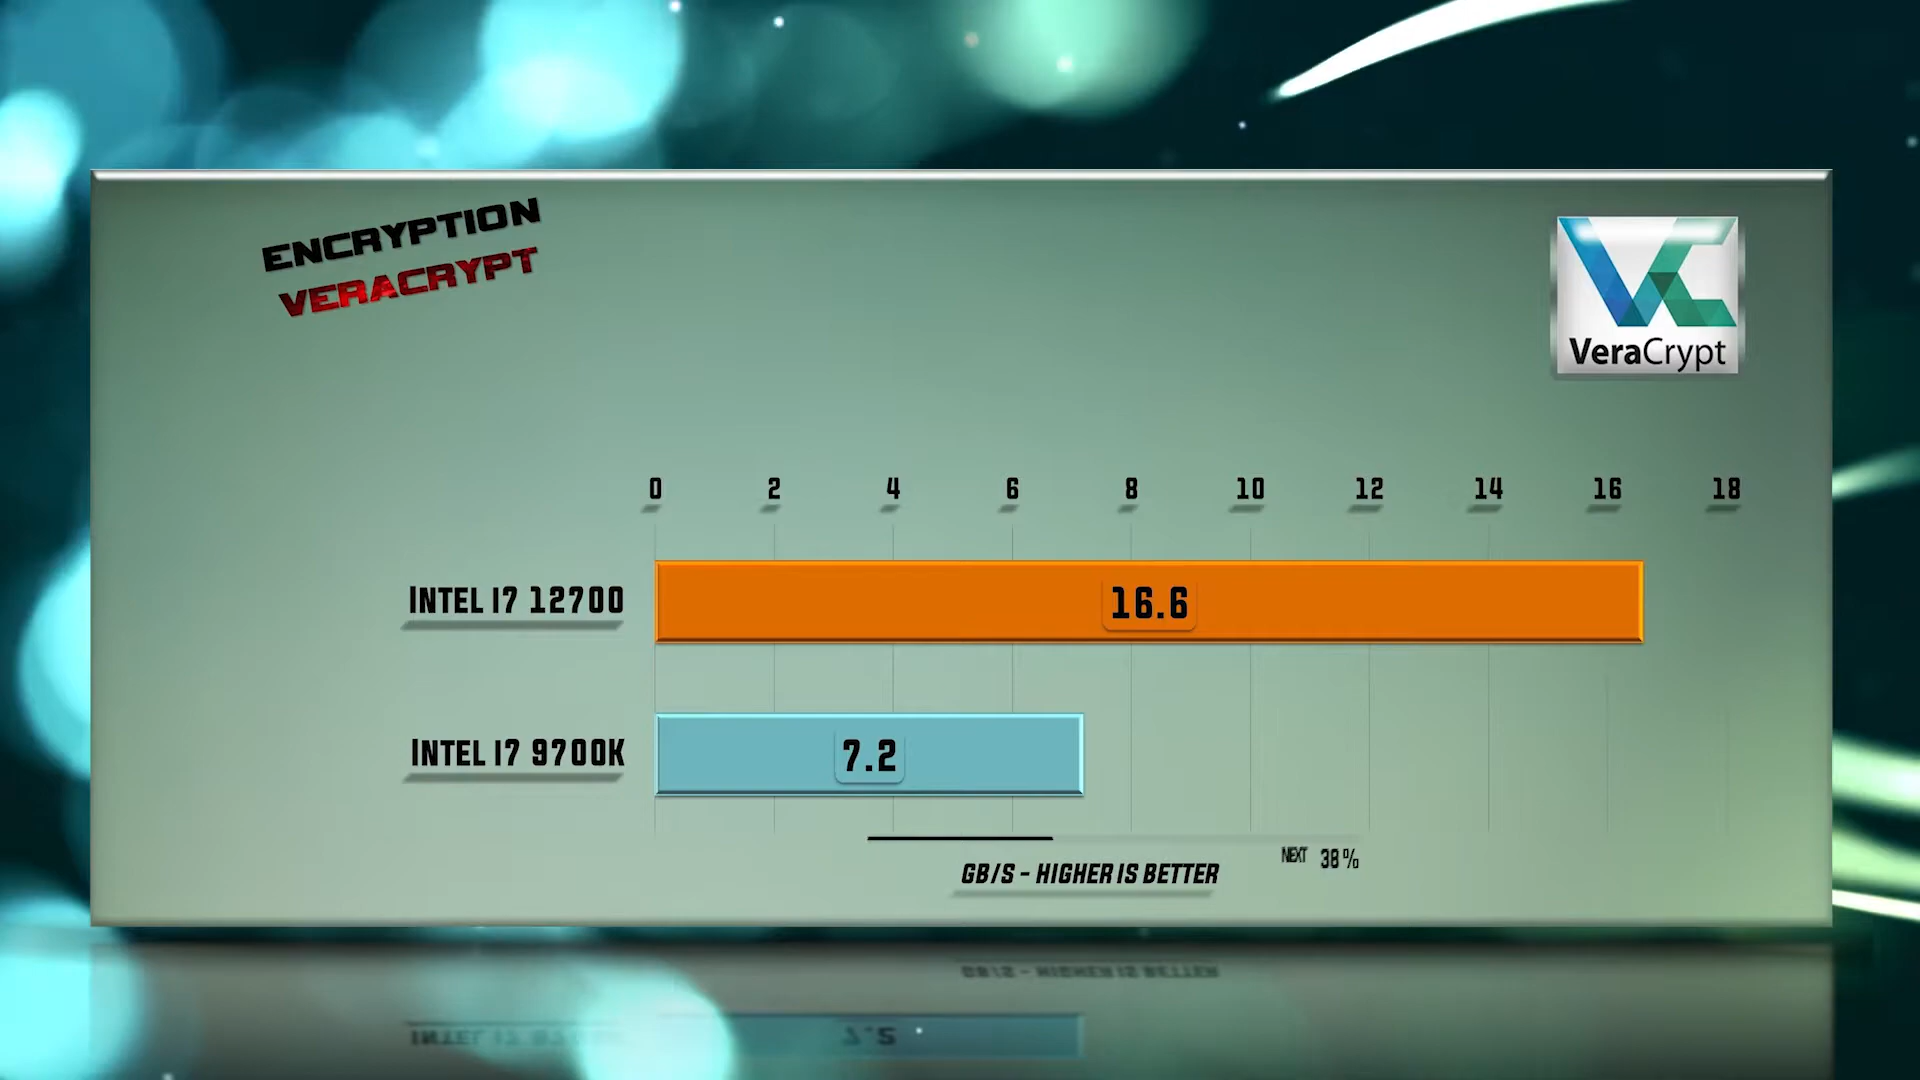 ENCRYPTION
VERACRYPT
VeraCrypt
0 2 4 6 8 10 12 14 16 18
INTEL I7 12700
16.6
INTEL I7 9700K
7.2
NEXT 38%
GB/S - HIGHER IS BETTER